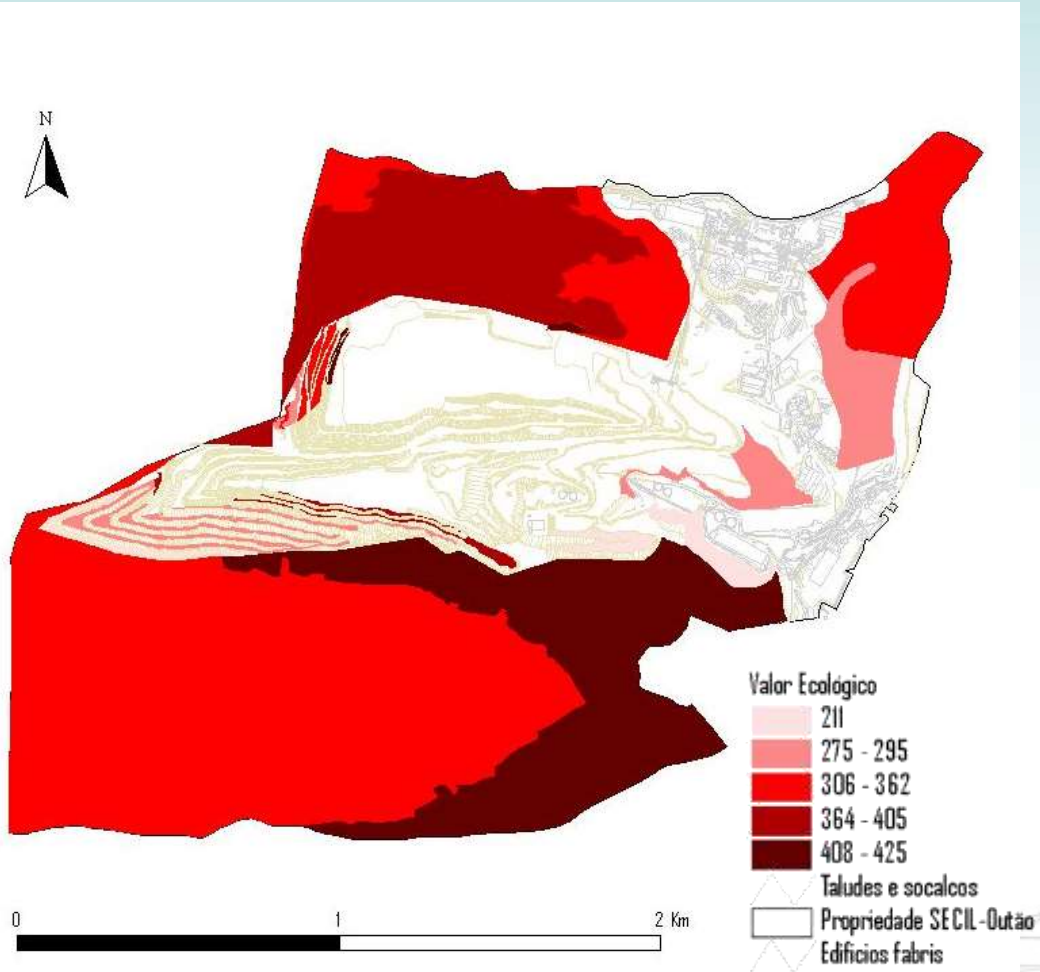 N
Valor Ecológico
211
275 - 295
306 - 362
364 - 405
408 - 425
Taludes e socalcos
Propriedade SECIL-Outão
Edifícios fabris
0 1 2 Km